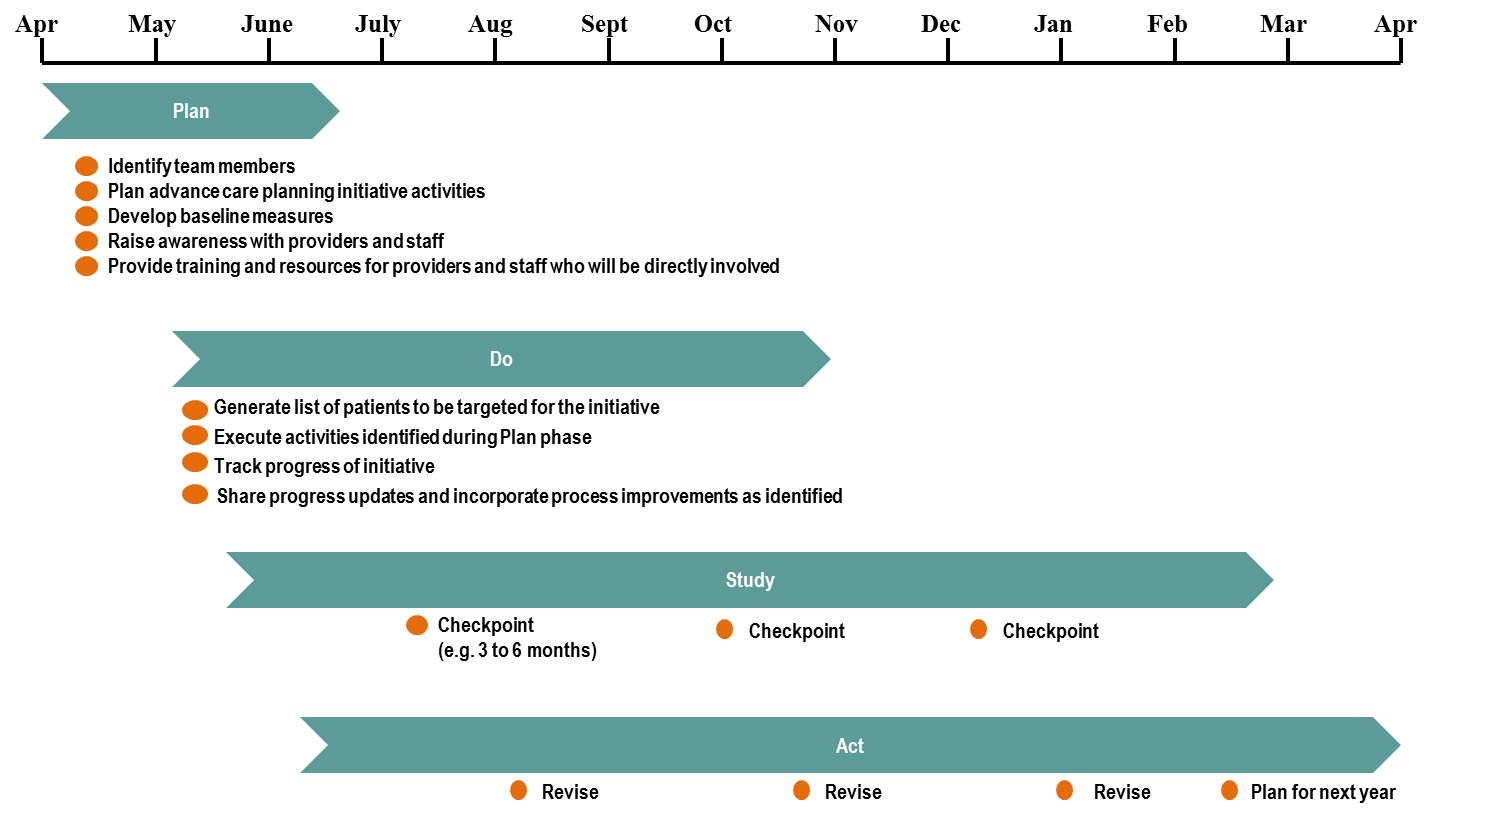 Apr May June July Aug Sept Oct Nov Dec Jan Feb Mar Apr
Plan
Identify team members
Plan advance care planning initiative activities
Develop baseline measures
Raise awareness with providers and staff
Provide training and resources for providers and staff who will be directly involved
Do
Generate list of patients to be targeted for the initiative
Execute activities identified during Plan phase
Track progress of initiative
Share progress updates and incorporate process improvements as identified
Study
Checkpoint
(e.g. 3 to 6 months)
Checkpoint
Checkpoint
Act
Revise
Revise
Revise
Plan for next year